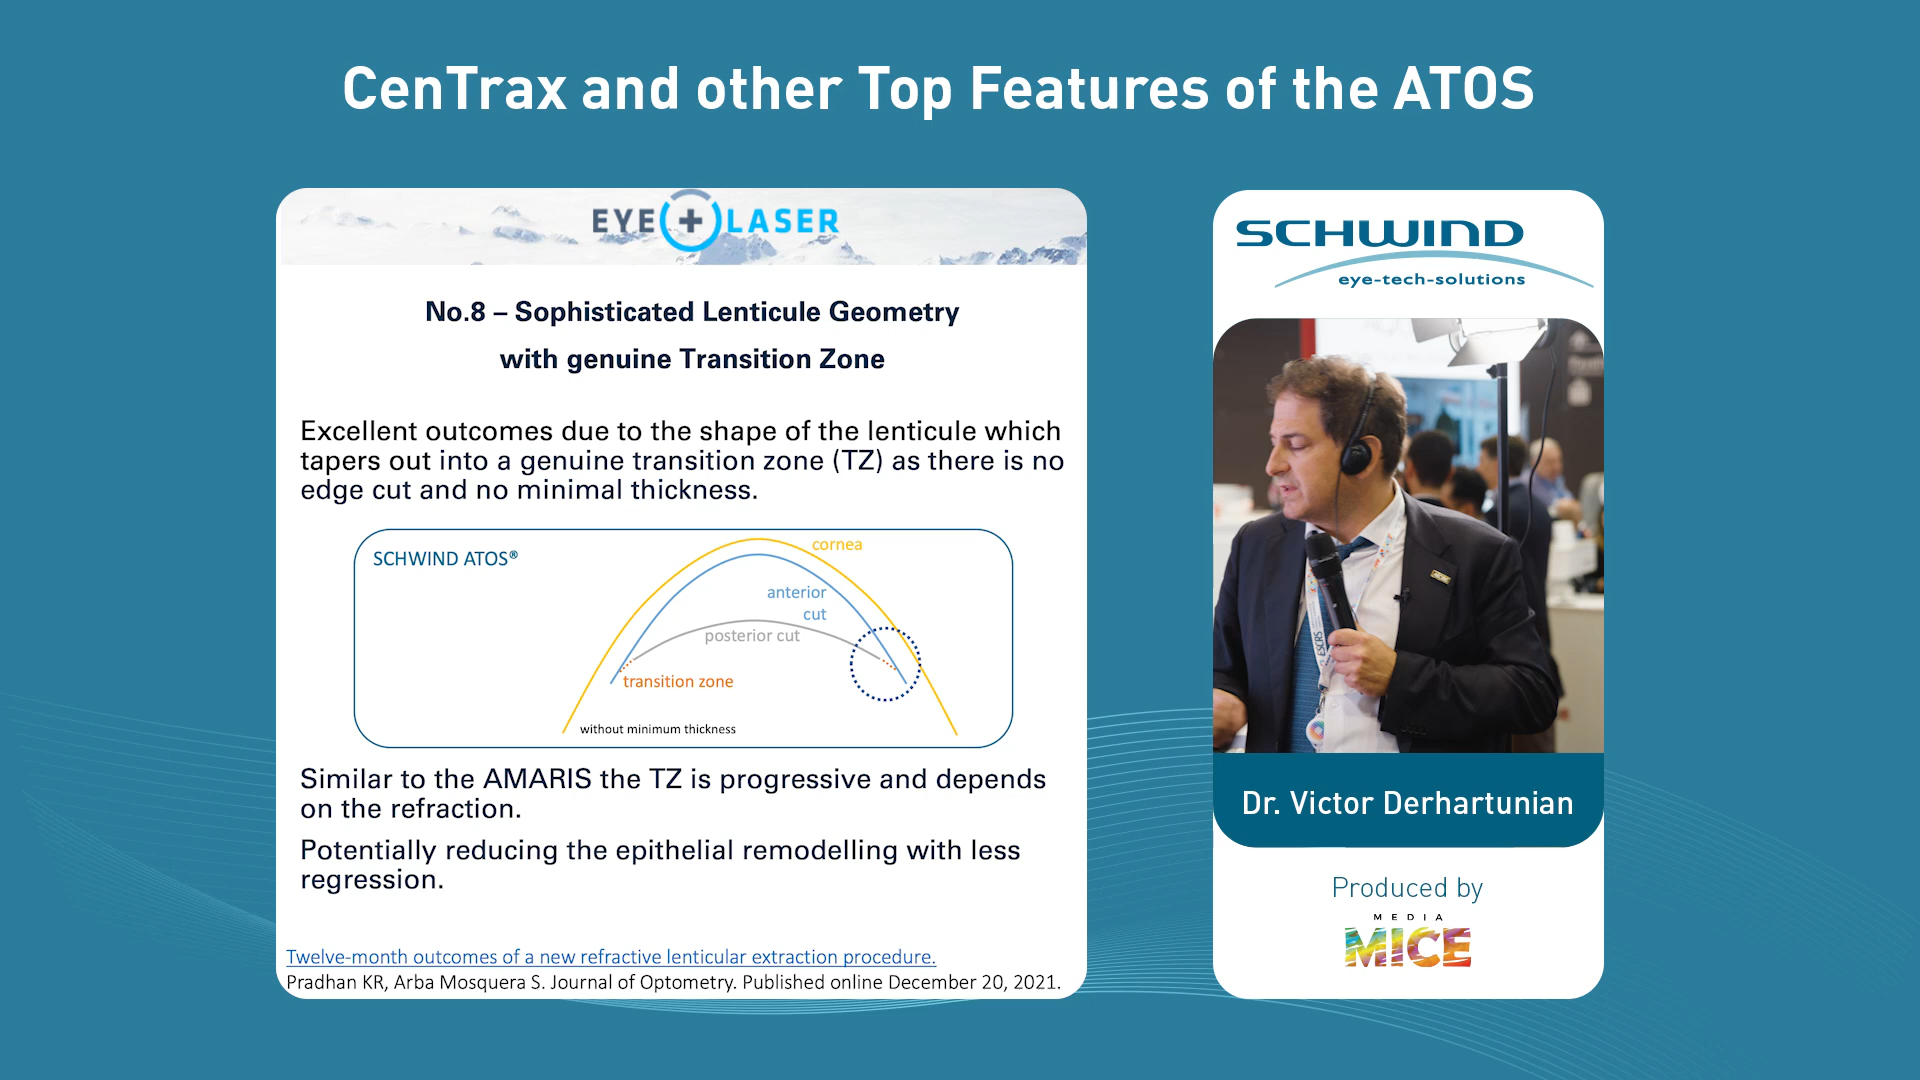 CenTrax and other Top Features of the ATOS
EYE LASER
No.8 – Sophisticated Lenticule Geometry
with genuine Transition Zone
Excellent outcomes due to the shape of the lenticule which
tapers out into a genuine transition zone (TZ) as there is no
edge cut and no minimal thickness.
SCHWIND ATOS®
cornea
anterior
cut
posterior cut
transition zone
without minimum thickness
Similar to the AMARIS the TZ is progressive and depends
on the refraction.
Potentially reducing the epithelial remodelling with less
regression.
Twelve-month outcomes of a new refractive lenticular extraction procedure.
Pradhan KR, Arba Mosquera S. Journal of Optometry. Published online December 20, 2021.
SCHWIND
eye-tech-solutions
ESCRS
Dr. Victor Derhartunian
Produced by
MEDIA
MICE